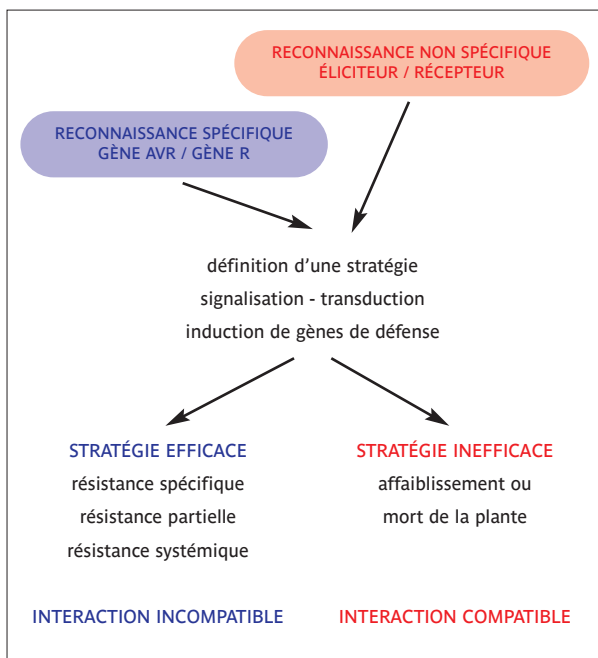 RECONNAISSANCE NON SPÉCIFIQUE
ÉLICITEUR / RÉCEPTEUR
RECONNAISSANCE SPÉCIFIQUE
GÈNE AVR / GÈNE R
définition d’une stratégie
signalisation - transduction
induction de gènes de défense
STRATÉGIE EFFICACE
résistance spécifique
résistance partielle
résistance systémique
STRATÉGIE INEFFICACE
affaiblissement ou
mort de la plante
INTERACTION INCOMPATIBLE
INTERACTION COMPATIBLE